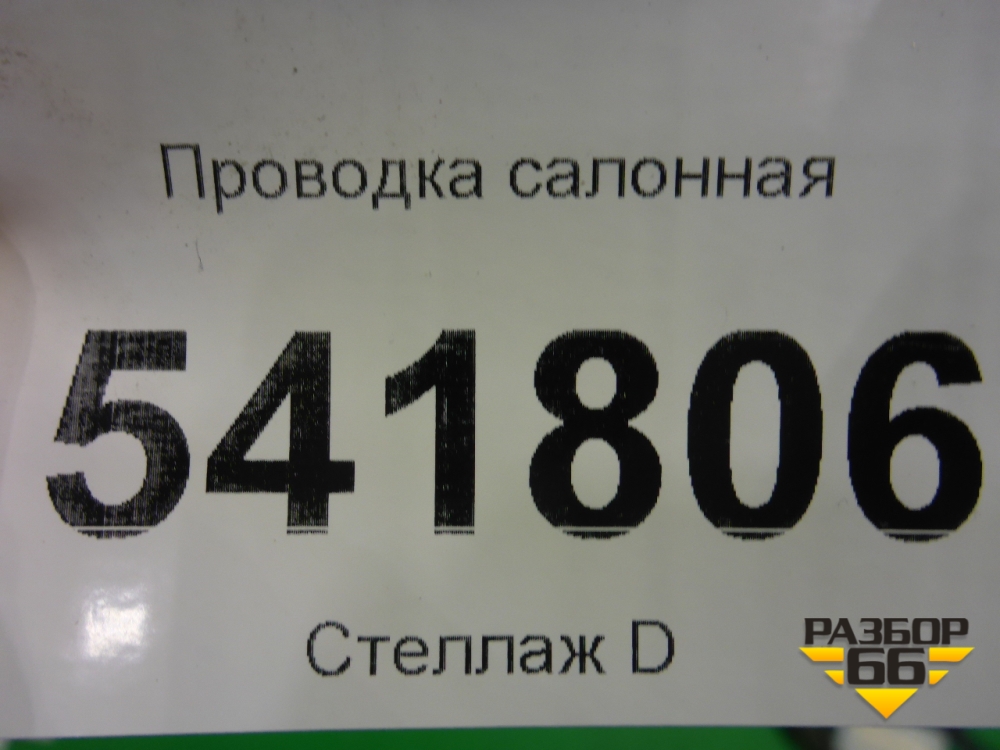 Проводка салонная
541806
Стеллаж D
РАЗБОР
66